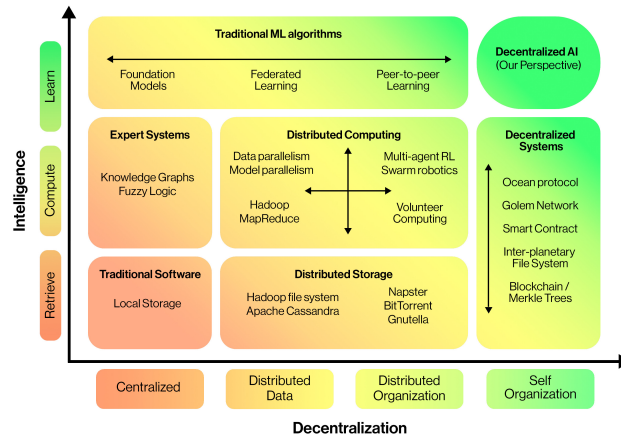 Traditional ML algorithms
Foundation
Models
Federated
Learning
Peer-to-peer
Learning
Decentralized AI
(Our Perspective)
Expert Systems
Knowledge Graphs
Fuzzy Logic
Distributed Computing
Data parallelism
Model parallelism
Multi-agent RL
Swarm robotics
Hadoop
MapReduce
Volunteer
Computing
Decentralized
Systems
Ocean protocol
Golem Network
Smart Contract
Inter-planetary
File System
Blockchain /
Merkle Trees
Traditional Software
Local Storage
Distributed Storage
Hadoop file system
Apache Cassandra
Napster
BitTorrent
Gnutella
Intelligence
Learn
Compute
Retrieve
Centralized
Distributed
Data
Distributed
Organization
Self
Organization
Decentralization